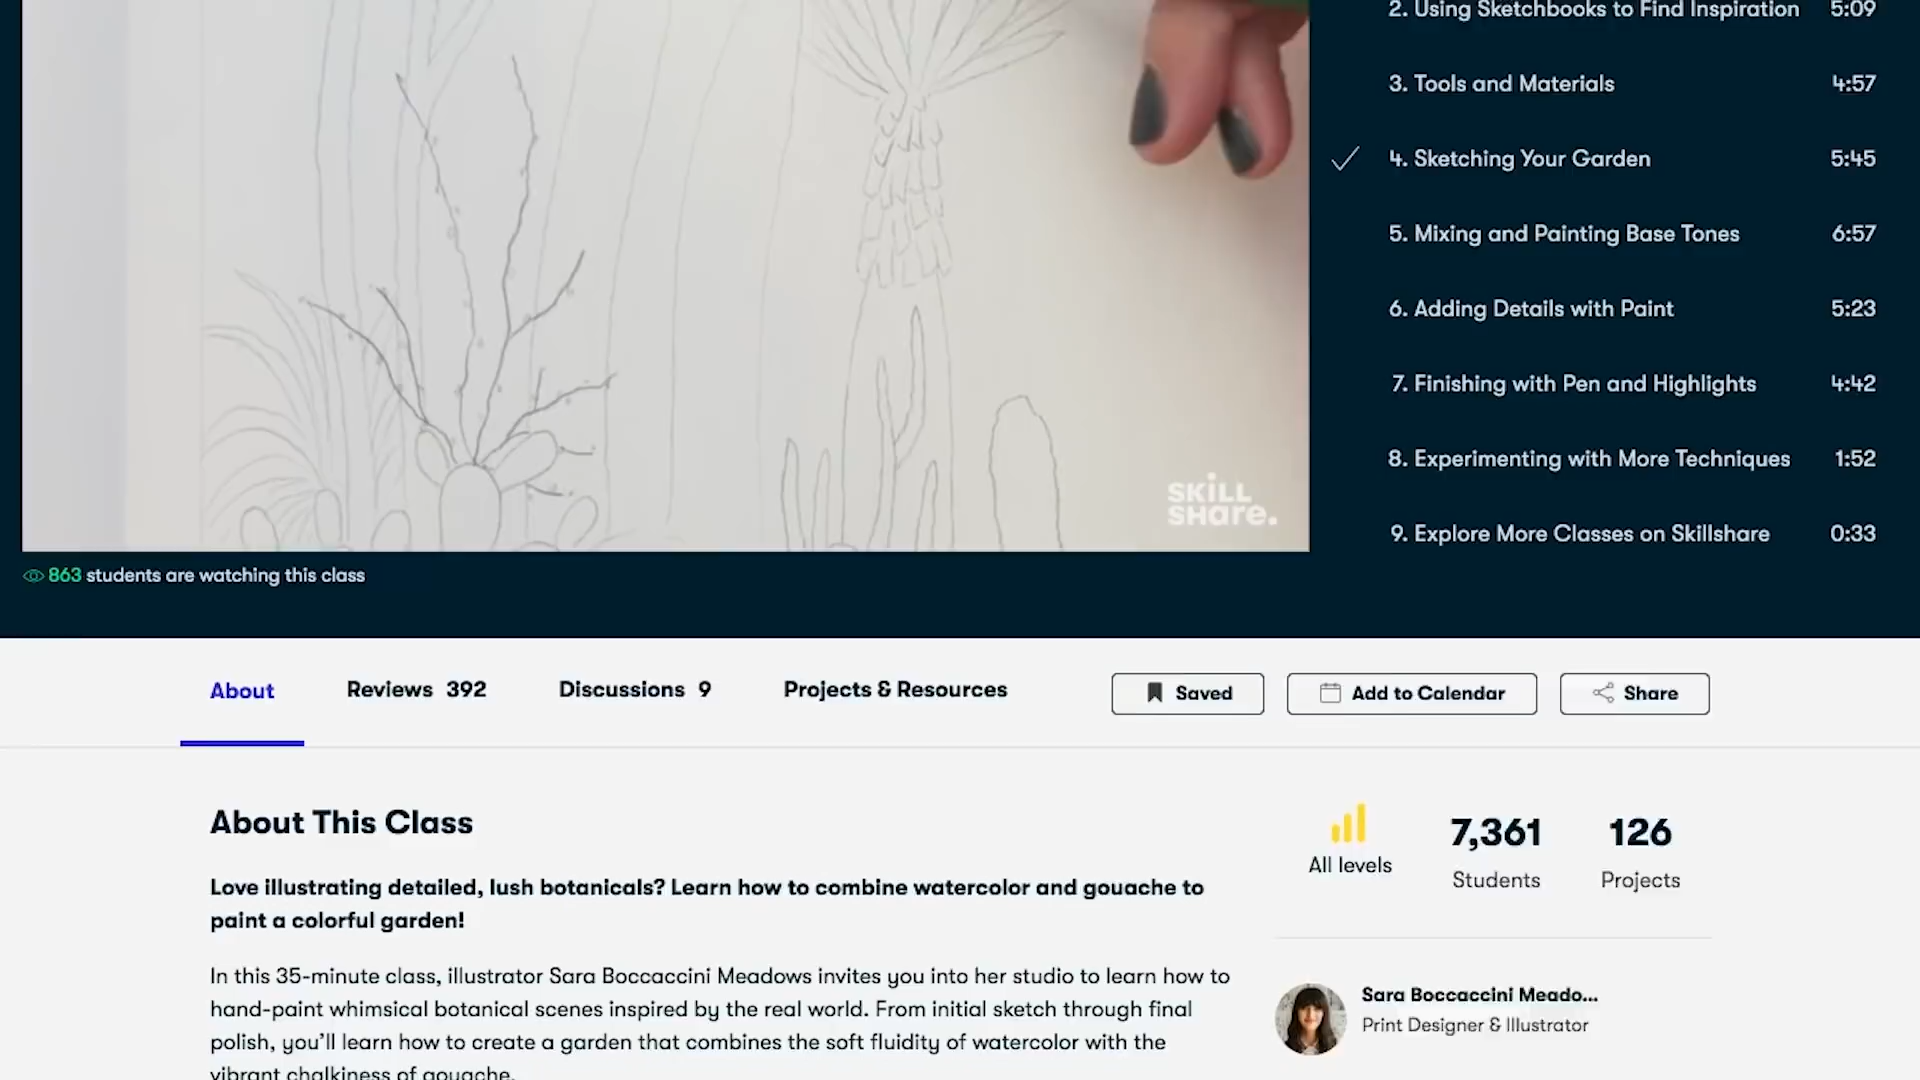 2. Using Sketchbooks to Find Inspiration 5:09
3. Tools and Materials 4:57
4. Sketching Your Garden 5:45
5. Mixing and Painting Base Tones 6:57
6. Adding Details with Paint 5:23
7. Finishing with Pen and Highlights 4:42
8. Experimenting with More Techniques 1:52
9. Explore More Classes on Skillshare 0:33
SKiLL
SHare.
863 students are watching this class
About Reviews 392 Discussions 9 Projects & Resources Saved Add to Calendar Share
About This Class
Love illustrating detailed, lush botanicals? Learn how to combine watercolor and gouache to
paint a colorful garden!
In this 35-minute class, illustrator Sara Boccaccini Meadows invites you into her studio to learn how to
hand-paint whimsical botanical scenes inspired by the real world. From initial sketch through final
polish, you'll learn how to create a garden that combines the soft fluidity of watercolor with the
vibrant chalkiness of gouache.
All levels
7,361
Students
126
Projects
Sara Boccaccini Meado...
Print Designer & Illustrator